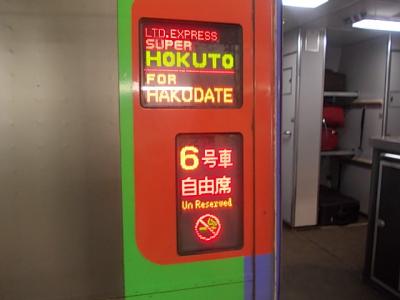 LTD.EXPRESS
SUPER
HOKUTO
FOR
HAKODATE
6号車
自由席
Un Reserved